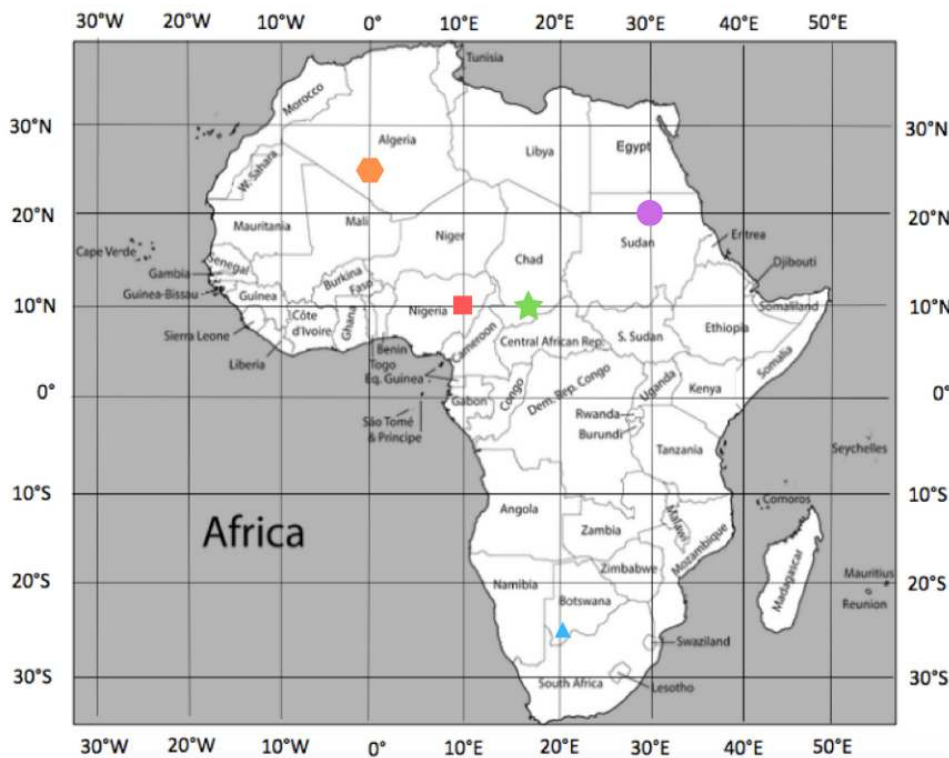 30°W 20°W 10°W 0° 10°E 20°E 30°E 40°E 50°E
Tunisia
Morocco
30°N 30°N
Algeria
Libya
Egypt
W. Sahara
20°N 20°N
Mali
Mauritania
Niger
Sudan
Eritrea
Cape Verde
Chad
Djibouti
Senegal
Gambia
Burkina
Faso
Guinea-Bissau
Guinea
10°N 10°N
Nigeria
Somaliland
Côte
d'Ivoire
Ghana
Ethiopia
Sierra Leone
Cameroon
Central African Rep.
S. Sudan
Benin
Liberia
Togo
Somalia
Eq. Guinea
Dem. Rep. Congo
Uganda
Kenya
0° 0°
Gabon
Congo
Rwanda
São Tomé
& Principe
Burundi
Tanzania
Seychelles
10°S 10°S
Comoros
Angola
Malawi
Africa
Zambia
Mozambique
Zimbabwe
Madagascar
Mauritius
20°S 20°S
Namibia
Botswana
Reunion
Swaziland
30°S 30°S
South Africa
Lesotho
30°W 20°W 10°W 0° 10°E 20°E 30°E 40°E 50°E